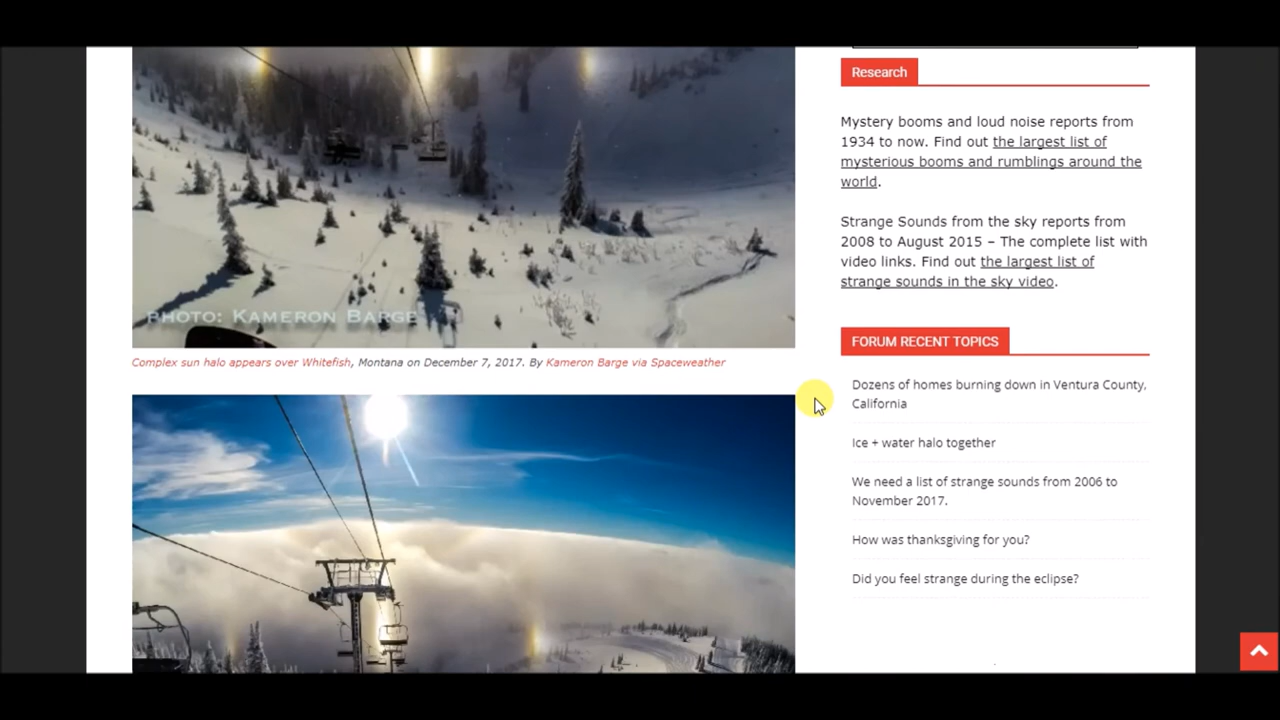 PHOTO: KAMERON BARGE
Complex sun halo appears over Whitefish, Montana on December 7, 2017. By Kameron Barge via Spaceweather
Research
Mystery booms and loud noise reports from
1934 to now. Find out the largest list of
mysterious booms and rumblings around the
world.
Strange Sounds from the sky reports from
2008 to August 2015 – The complete list with
video links. Find out the largest list of
strange sounds in the sky video.
FORUM RECENT TOPICS
Dozens of homes burning down in Ventura County,
California
Ice + water halo together
We need a list of strange sounds from 2006 to
November 2017.
How was thanksgiving for you?
Did you feel strange during the eclipse?